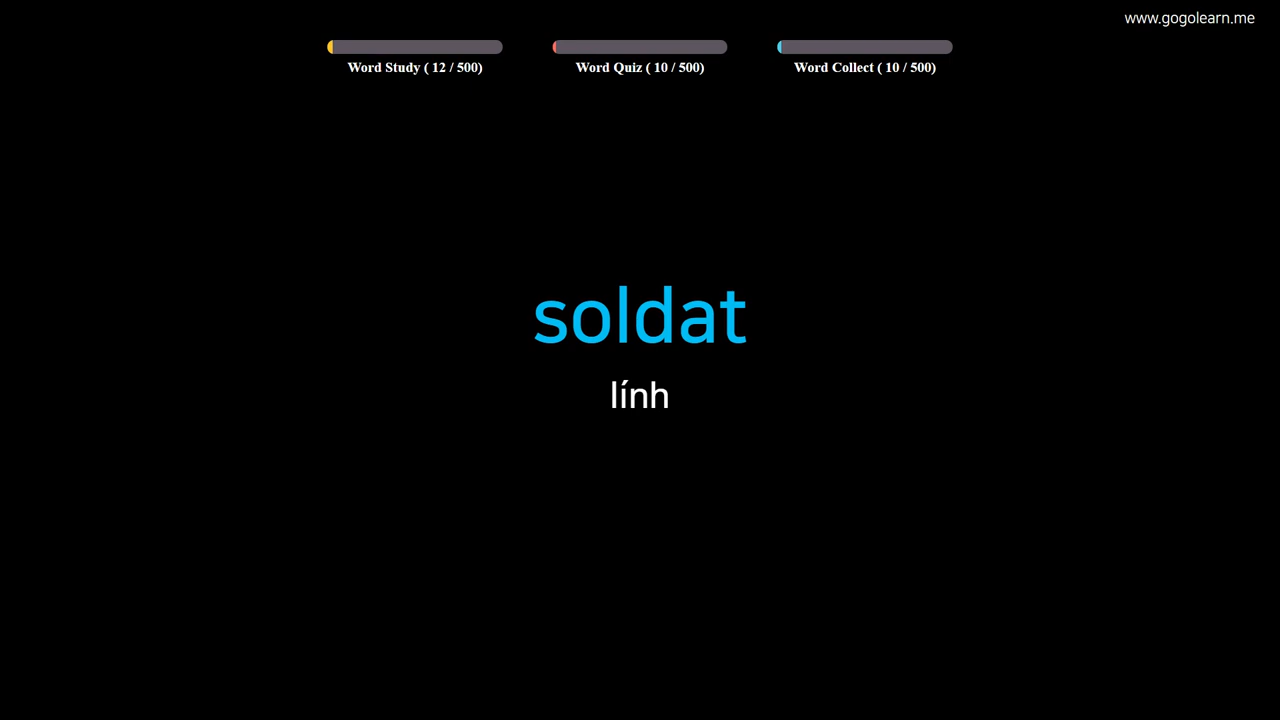 www.gogolearn.me
Word Study ( 12 / 500)
Word Quiz ( 10 / 500)
Word Collect ( 10 / 500)
soldat
lính